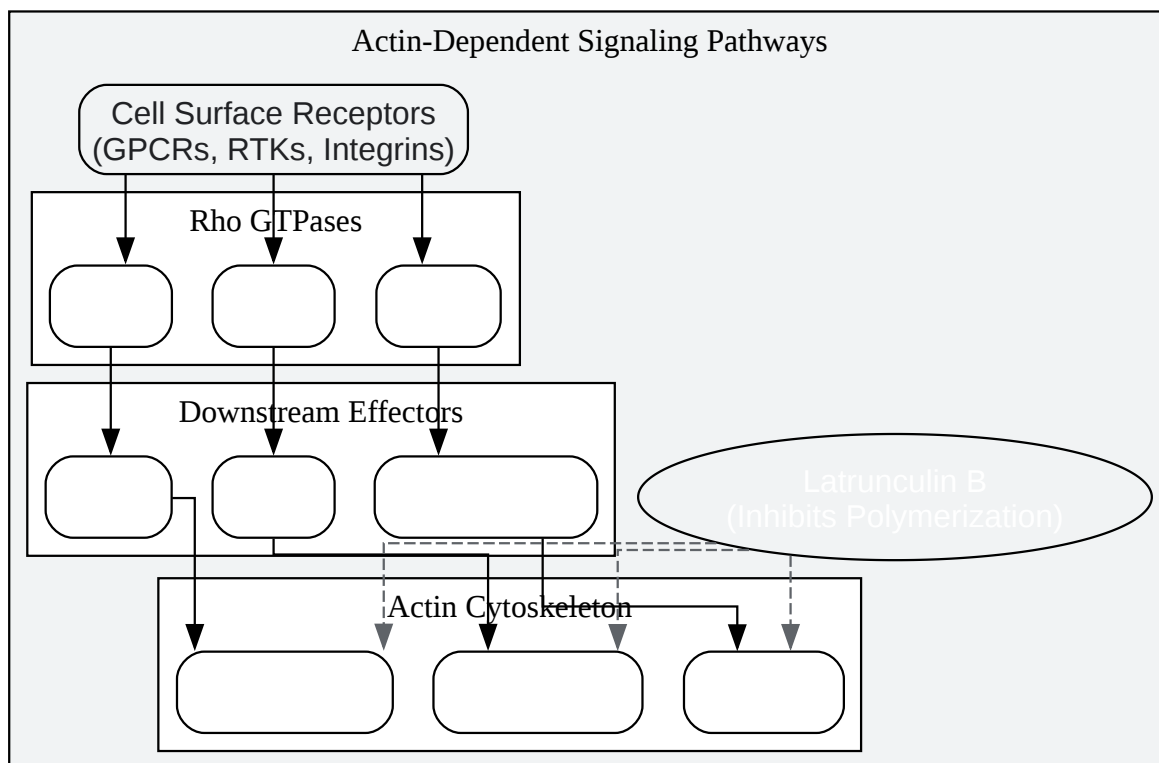 Actin-Dependent Signaling Pathways
Cell Surface Receptors
(GPCRs, RTKs, Integrins)
Rho GTPases
Downstream Effectors
Latrunculin B
(Inhibits Polymerization)
Actin Cytoskeleton